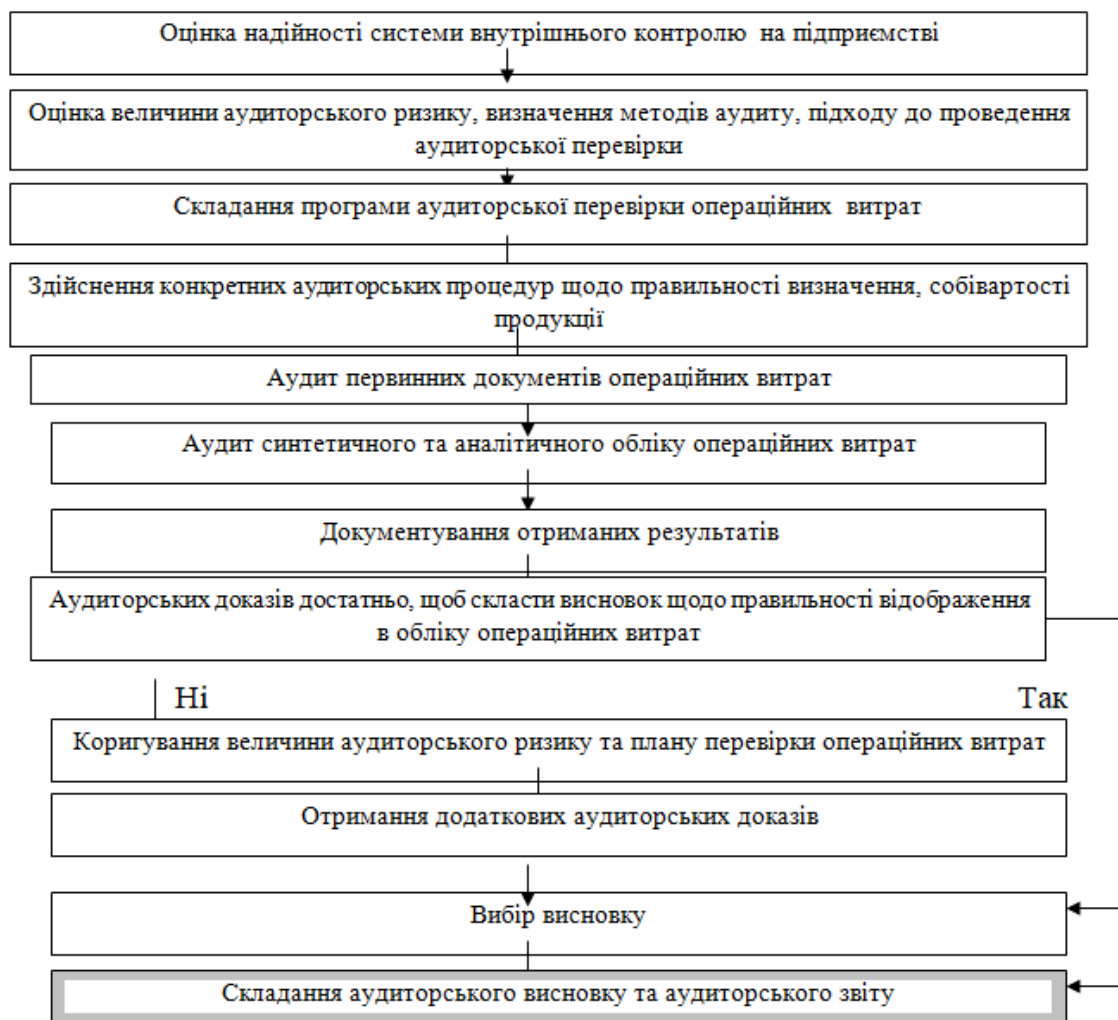 Оцінка надійності системи внутрішнього контролю на підприємстві
Оцінка величини аудиторського ризику, визначення методів аудиту, підходу до проведення
аудиторської перевірки
Складання програми аудиторської перевірки операційних витрат
Здійснення конкретних аудиторських процедур щодо правильності визначення, собівартості
продукції
Аудит первинних документів операційних витрат
Аудит синтетичного та аналітичного обліку операційних витрат
Документування отриманих результатів
Аудиторських доказів достатньо, щоб скласти висновок щодо правильності відображення
в обліку операційних витрат
Ні
Так
Коригування величини аудиторського ризику та плану перевірки операційних витрат
Отримання додаткових аудиторських доказів
Вибір висновку
Складання аудиторського висновку та аудиторського звіту